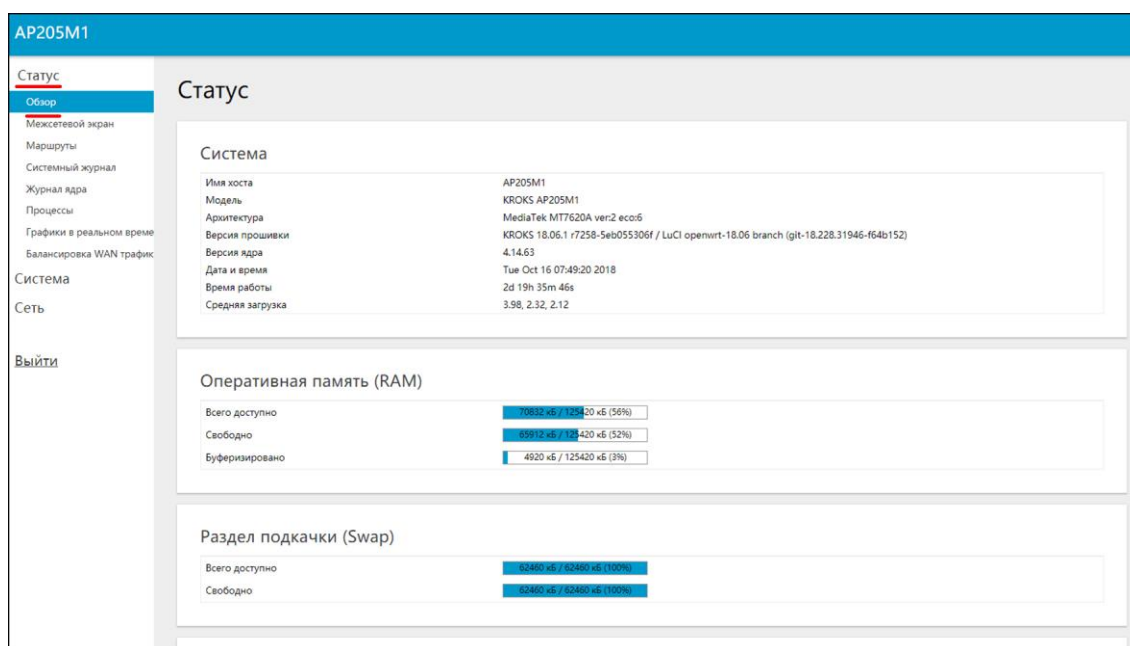 AP205M1
Статус
Обзор
Межсетевой экран
Маршруты
Системный журнал
Журнал ядра
Процессы
Графики в реальном време
Балансировка WAN трафик
Система
Сеть
Выйти
Статус
Система
Имя хоста AP205M1
Модель KROKS AP205M1
Архитектура MediaTek MT7620A ver:2 eco:6
Версия прошивки KROKS 18.06.1 r7258-5eb055306f / LuCI openwrt-18.06 branch (git-18.228.31946-f64b152)
Версия ядра 4.14.63
Дата и время Tue Oct 16 07:49:20 2018
Время работы 2d 19h 35m 46s
Средняя загрузка 3.98, 2.32, 2.12
Оперативная память (RAM)
Всего доступно 70832 кБ / 125420 кБ (56%)
Свободно 65912 кБ / 125420 кБ (52%)
Буферизировано 4920 кБ / 125420 кБ (3%)
Раздел подкачки (Swap)
Всего доступно 62460 кБ / 62460 кБ (100%)
Свободно 62460 кБ / 62460 кБ (100%)